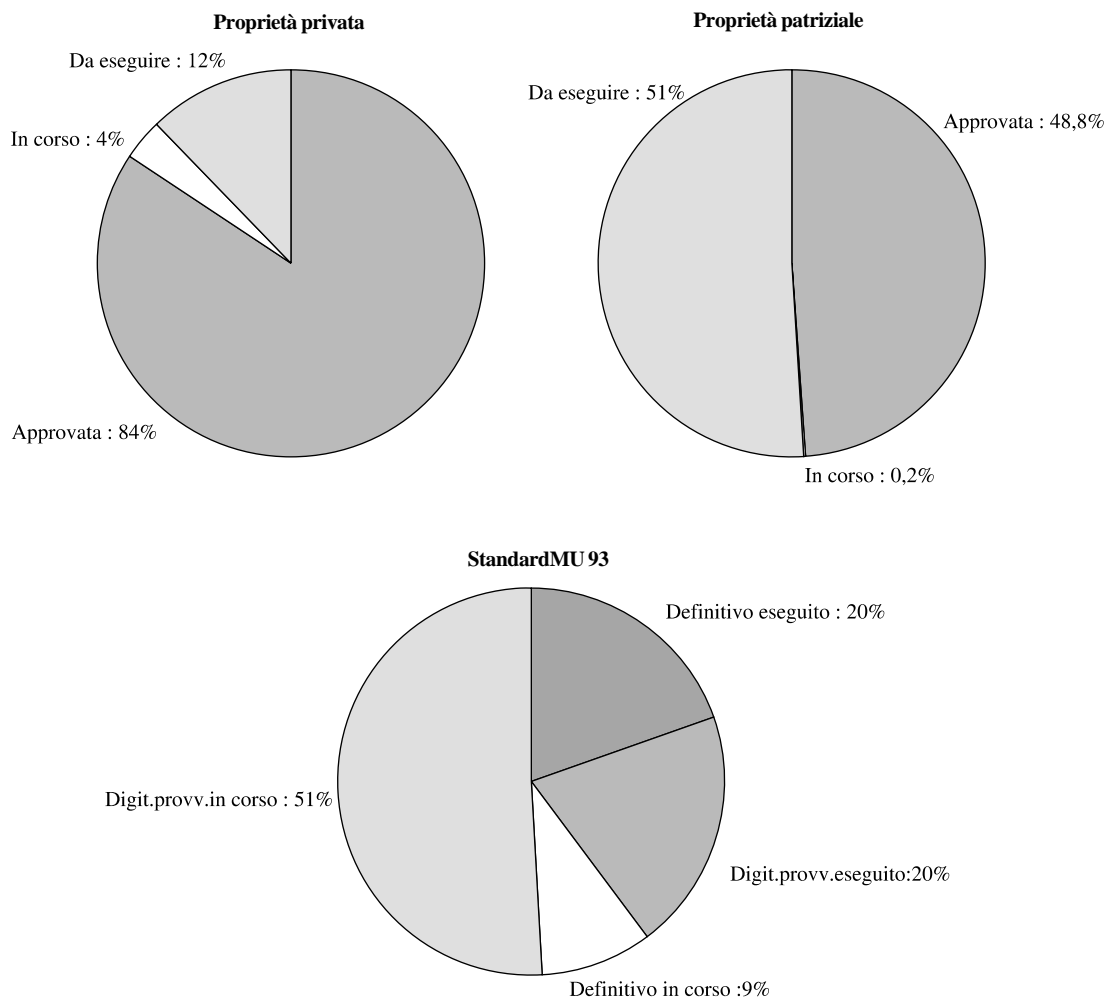 Proprietà privata
Da eseguire : 12%
In corso : 4%
Approvata : 84%
Proprietà patriziale
Da eseguire : 51%
Approvata : 48,8%
In corso : 0,2%
StandardMU 93
Definitivo eseguito : 20%
Digit.provv.in corso : 51%
Digit.provv.eseguito:20%
Definitivo in corso :9%